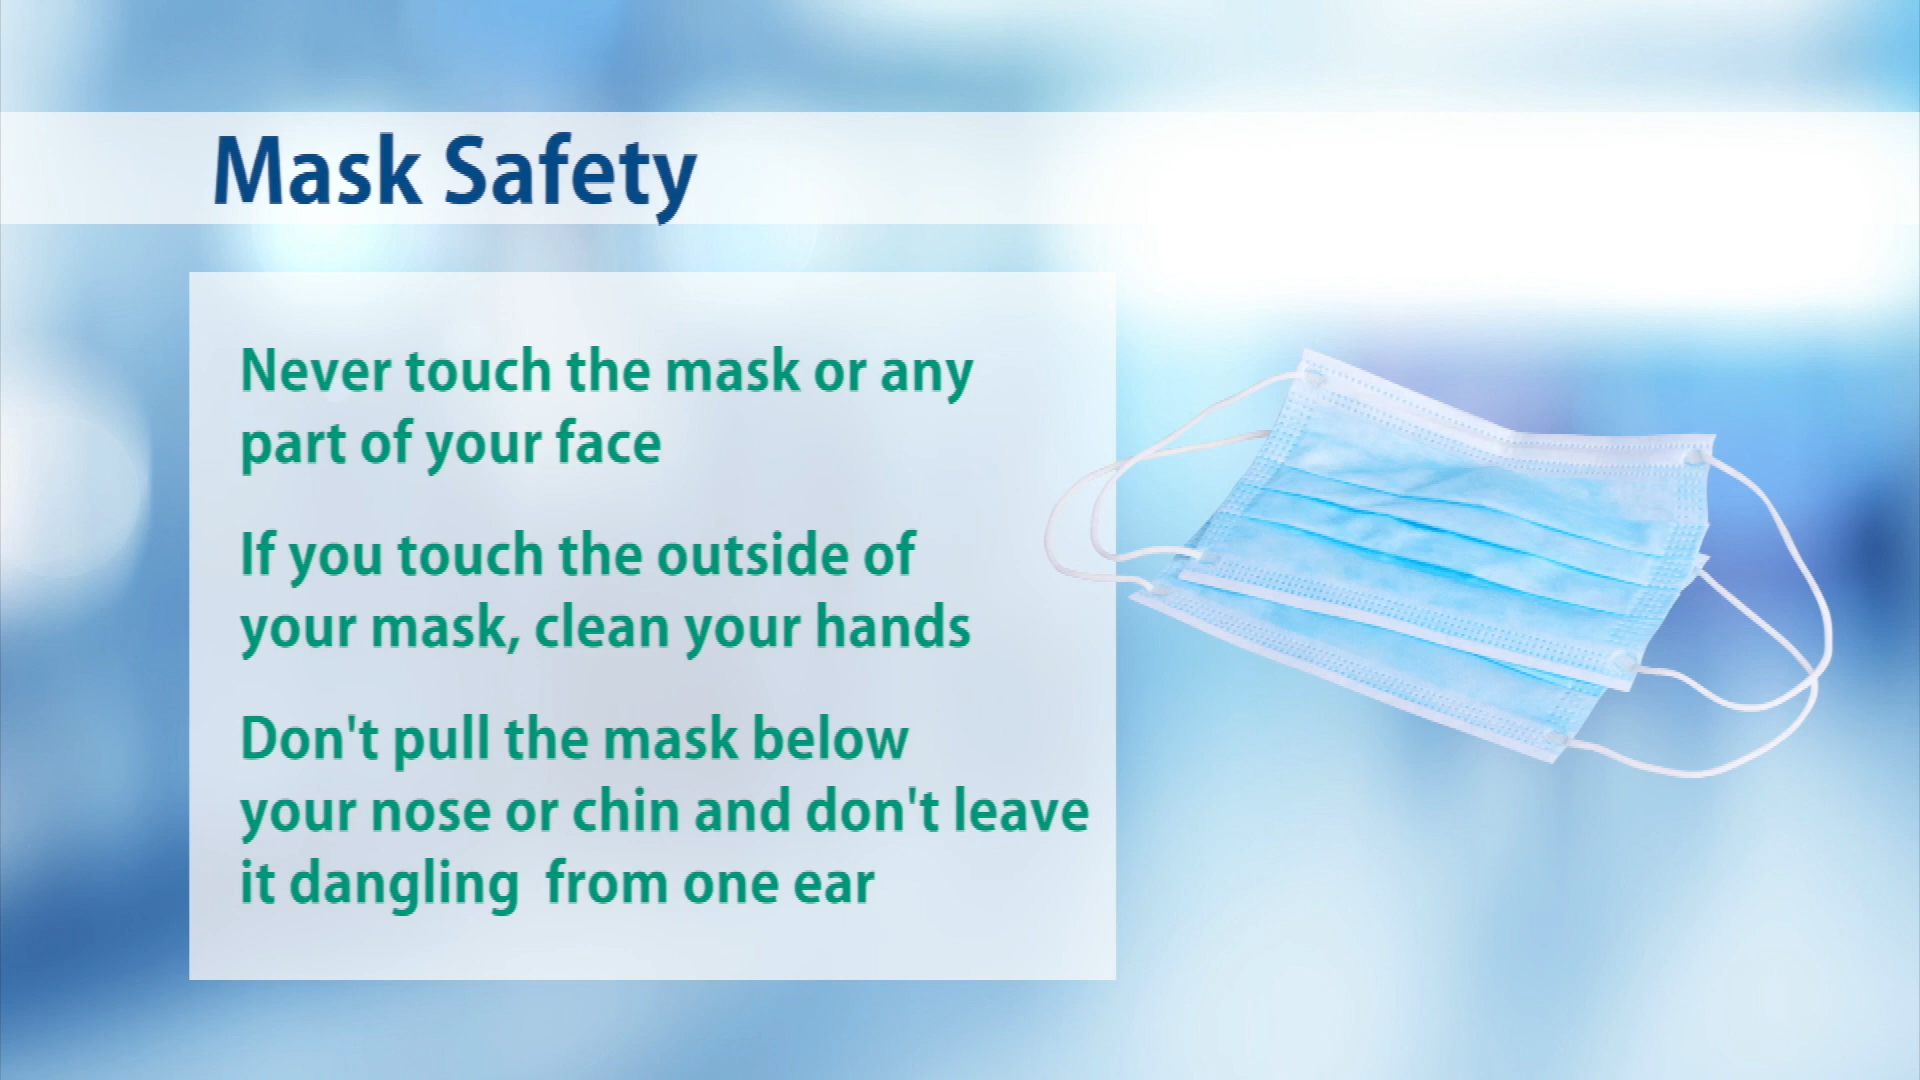 Mask Safety
Never touch the mask or any
part of your face
If you touch the outside of
your mask, clean your hands
Don't pull the mask below
your nose or chin and don't leave
it dangling  from one ear